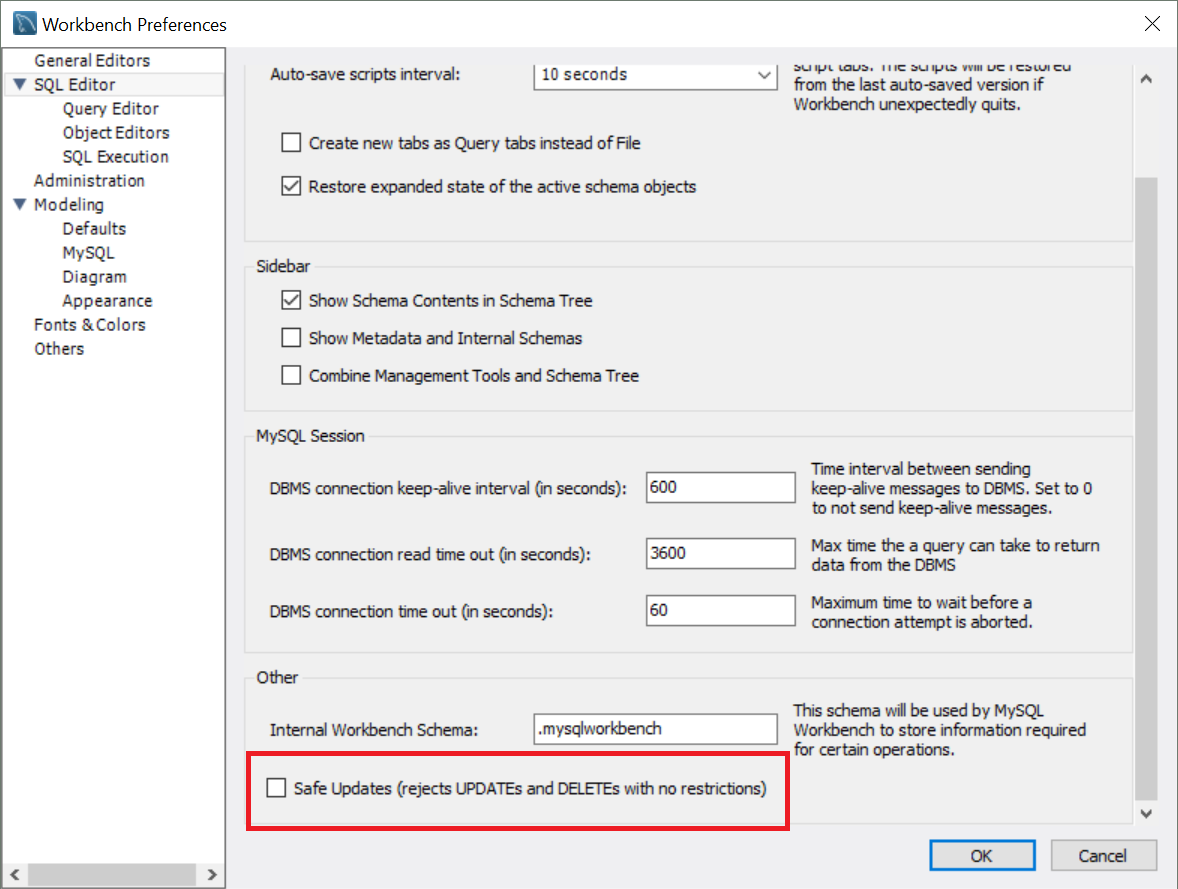 Workbench Preferences
General Editors
SQL Editor
Query Editor
Object Editors
SQL Execution
Administration
Modeling
Defaults
MySQL
Diagram
Appearance
Fonts & Colors
Others
Auto-save scripts interval:
10 seconds
script tabs. The scripts will be restored
from the last auto-saved version if
Workbench unexpectedly quits.
Create new tabs as Query tabs instead of File
Restore expanded state of the active schema objects
Sidebar
Show Schema Contents in Schema Tree
Show Metadata and Internal Schemas
Combine Management Tools and Schema Tree
MySQL Session
DBMS connection keep-alive interval (in seconds):
600
Time interval between sending
keep-alive messages to DBMS. Set to 0
to not send keep-alive messages.
DBMS connection read time out (in seconds):
3600
Max time the a query can take to return
data from the DBMS
DBMS connection time out (in seconds):
60
Maximum time to wait before a
connection attempt is aborted.
Other
Internal Workbench Schema:
.mysqlworkbench
This schema will be used by MySQL
Workbench to store information required
for certain operations.
Safe Updates (rejects UPDATEs and DELETEs with no restrictions)
OK
Cancel